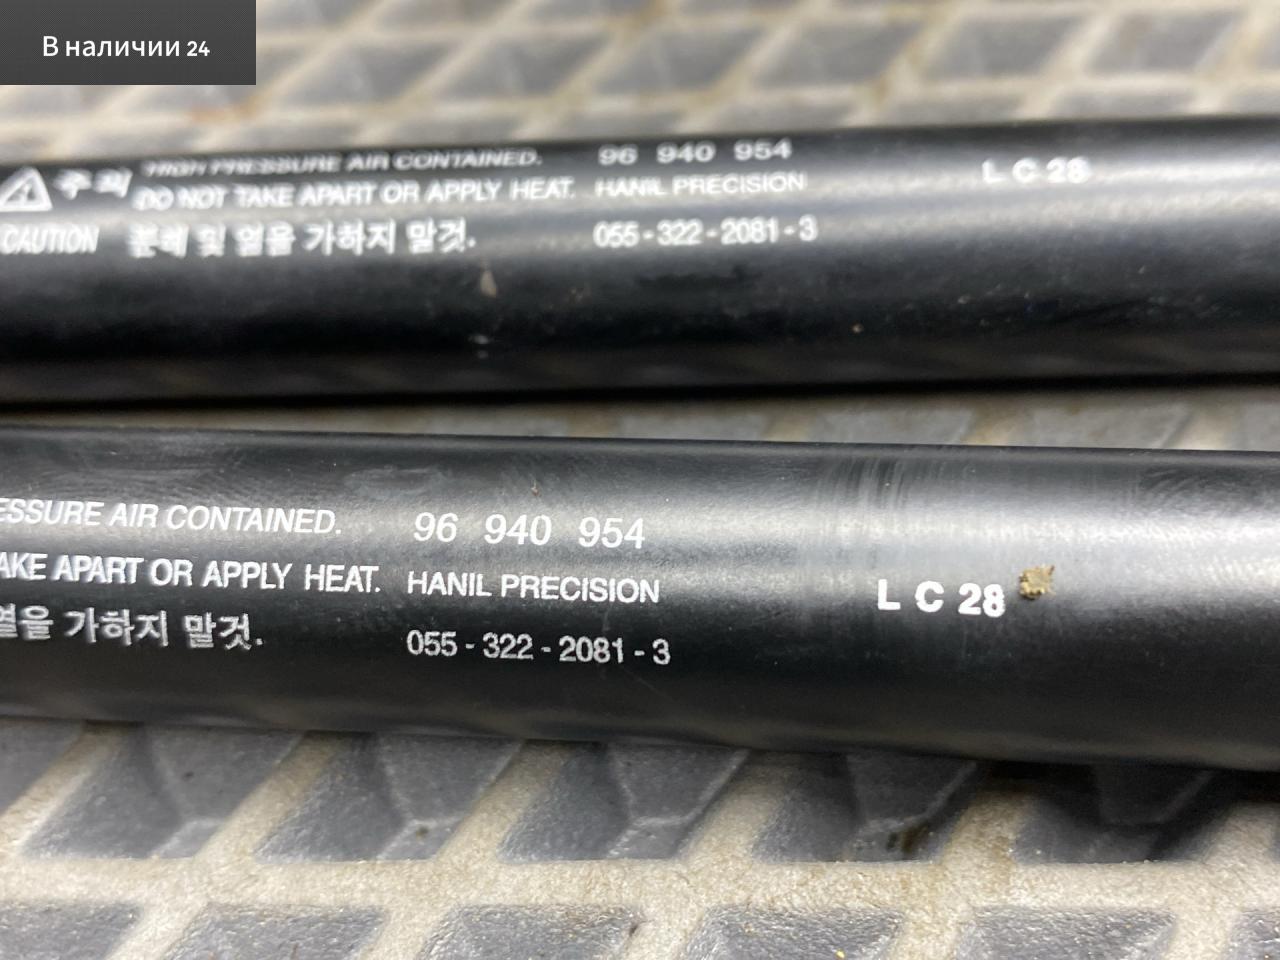 В наличии 24
주의 HIGH PRESSURE AIR CONTAINED. 96 940 954
DO NOT TAKE APART OR APPLY HEAT. HANIL PRECISION L C 28
CAUTION 분해 및 열을 가하지 말것. 055-322-2081-3
ESSURE AIR CONTAINED. 96 940 954
AKE APART OR APPLY HEAT. HANIL PRECISION L C 28
열을 가하지 말것. 055-322-2081-3